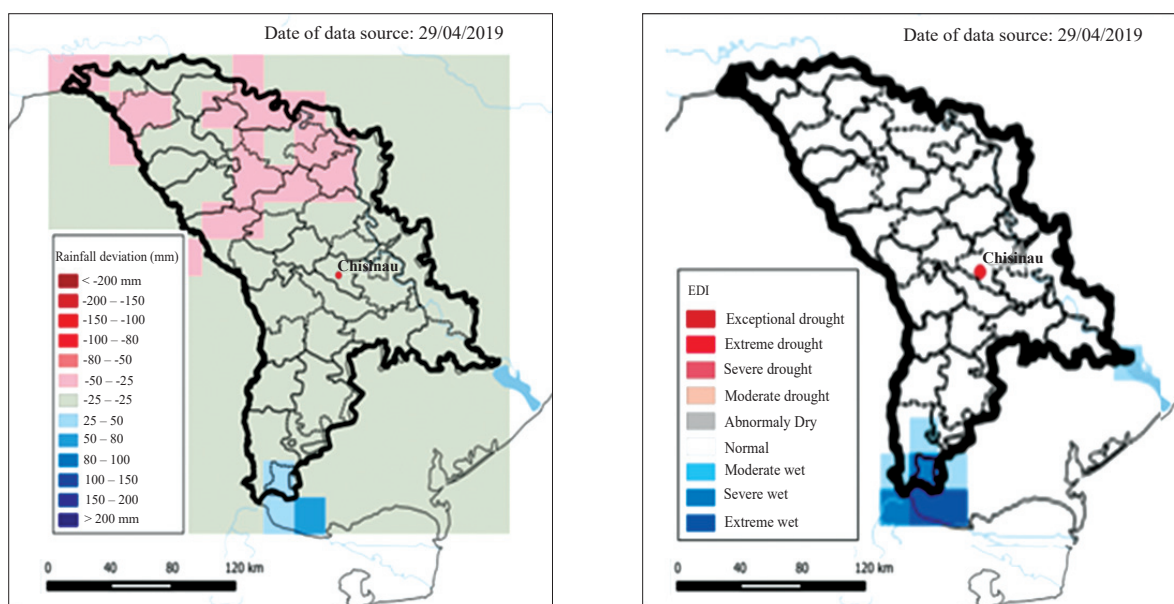 Date of data source: 29/04/2019
Chisinau
Rainfall deviation (mm)
< -200 mm
-200 – -150
-150 – -100
-100 – -80
-80 – -50
-50 – -25
-25 – -25
25 – 50
50 – 80
80 – 100
100 – 150
150 – 200
> 200 mm
0 40 80 120 km
Date of data source: 29/04/2019
Chisinau
EDI
Exceptional drought
Extreme drought
Severe drought
Moderate drought
Abnormaly Dry
Normal
Moderate wet
Severe wet
Extreme wet
0 40 80 120 km